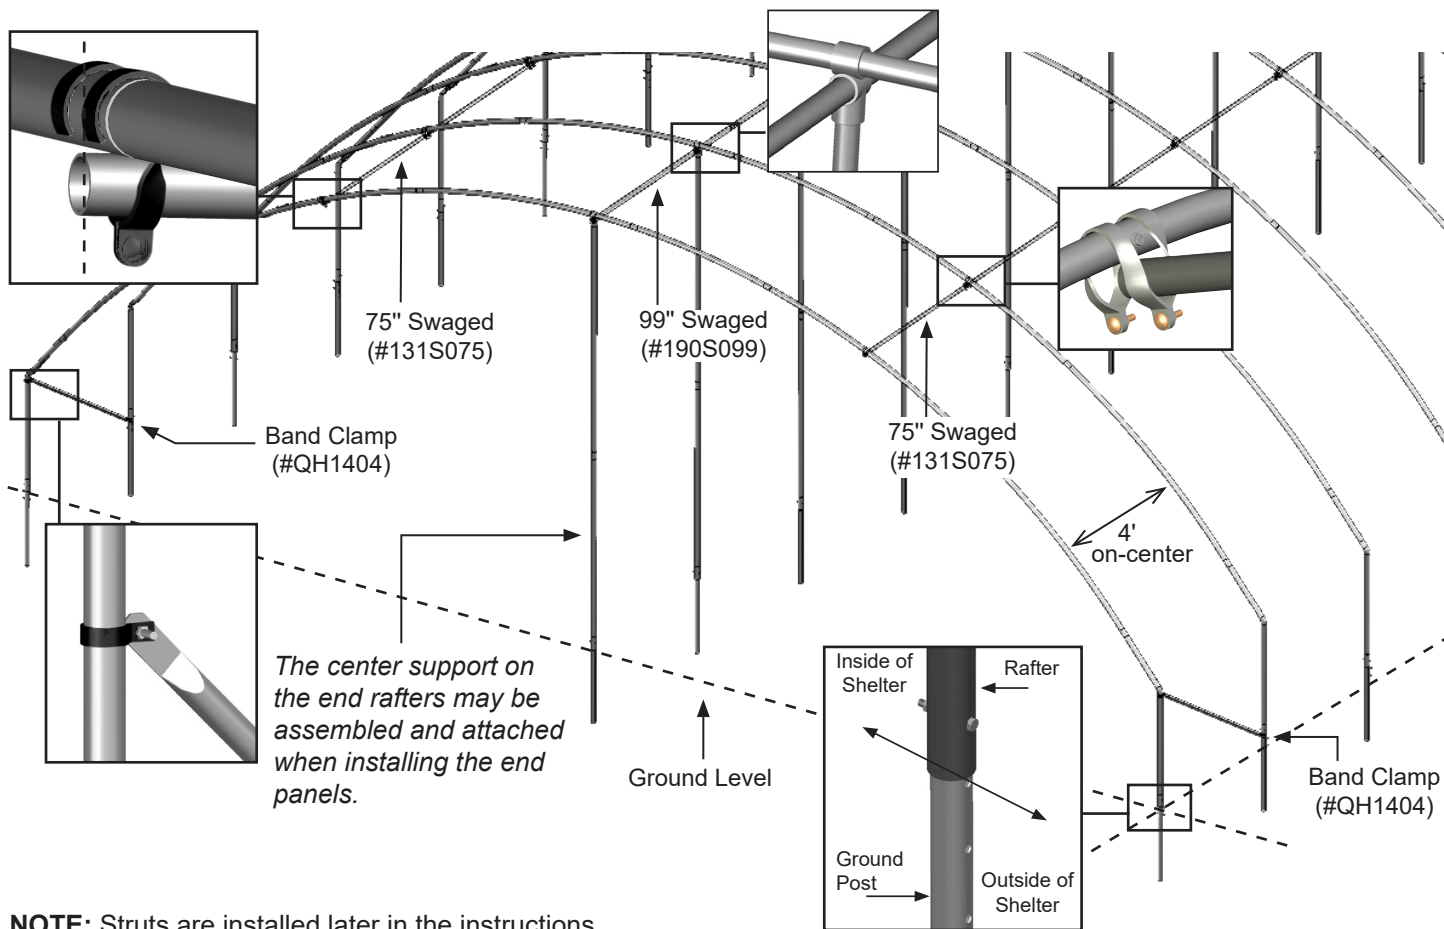 75" Swaged
(#131S075)
99" Swaged
(#190S099)
Band Clamp
(#QH1404)
75" Swaged
(#131S075)
4'
on-center
The center support on
the end rafters may be
assembled and attached
when installing the end
panels.
Ground Level
Inside of
Shelter
Rafter
Ground
Post
Outside of
Shelter
Band Clamp
(#QH1404)
NOTE: Struts are installed later in the instructions